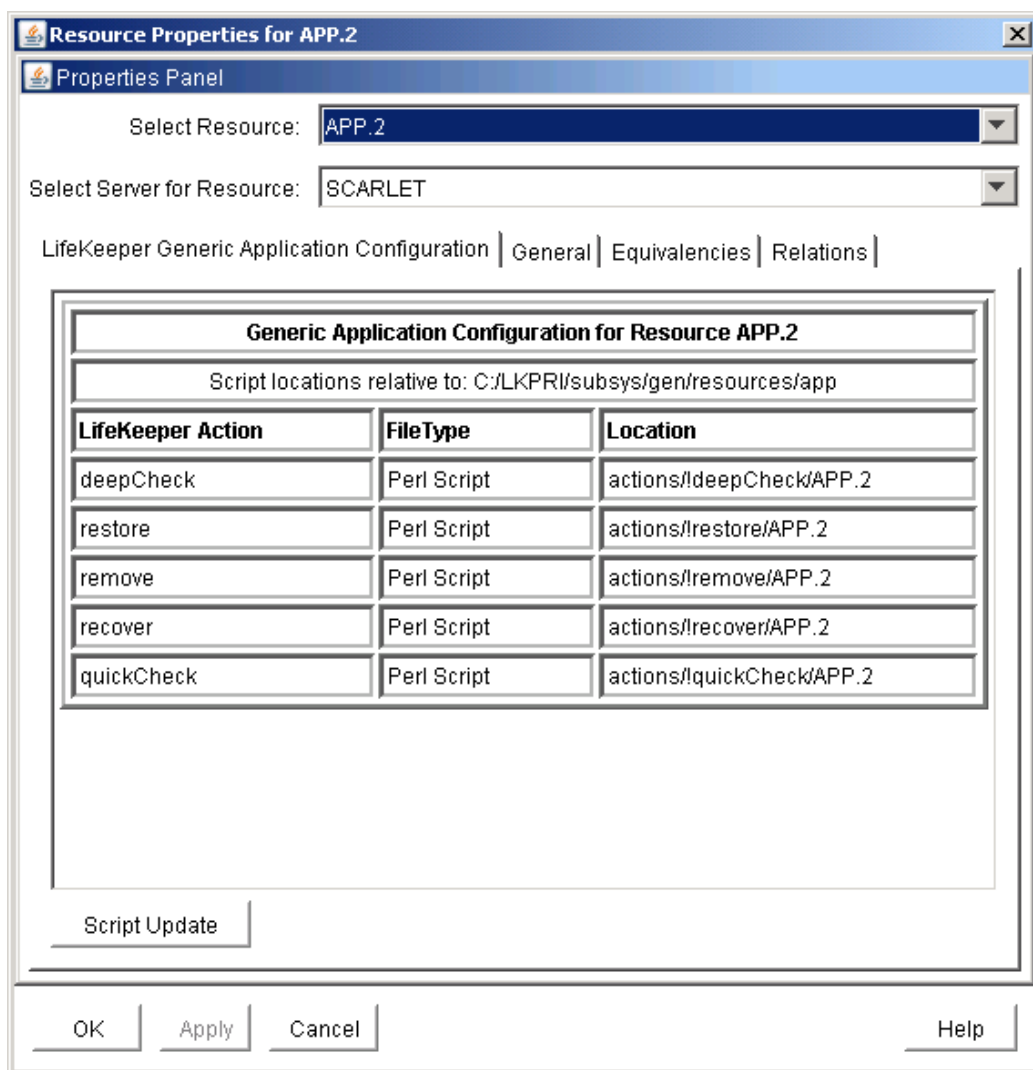 Resource Properties for APP.2
Properties Panel
Select Resource: APP.2
Select Server for Resource: SCARLET
LifeKeeper Generic Application Configuration General Equivalencies Relations
Generic Application Configuration for Resource APP.2
Script locations relative to: C:/LKPRI/subsys/gen/resources/app
LifeKeeper Action FileType Location
deepCheck Perl Script actions/!deepCheck/APP.2
restore Perl Script actions/!restore/APP.2
remove Perl Script actions/!remove/APP.2
recover Perl Script actions/!recover/APP.2
quickCheck Perl Script actions/!quickCheck/APP.2
Script Update
OK Apply Cancel Help